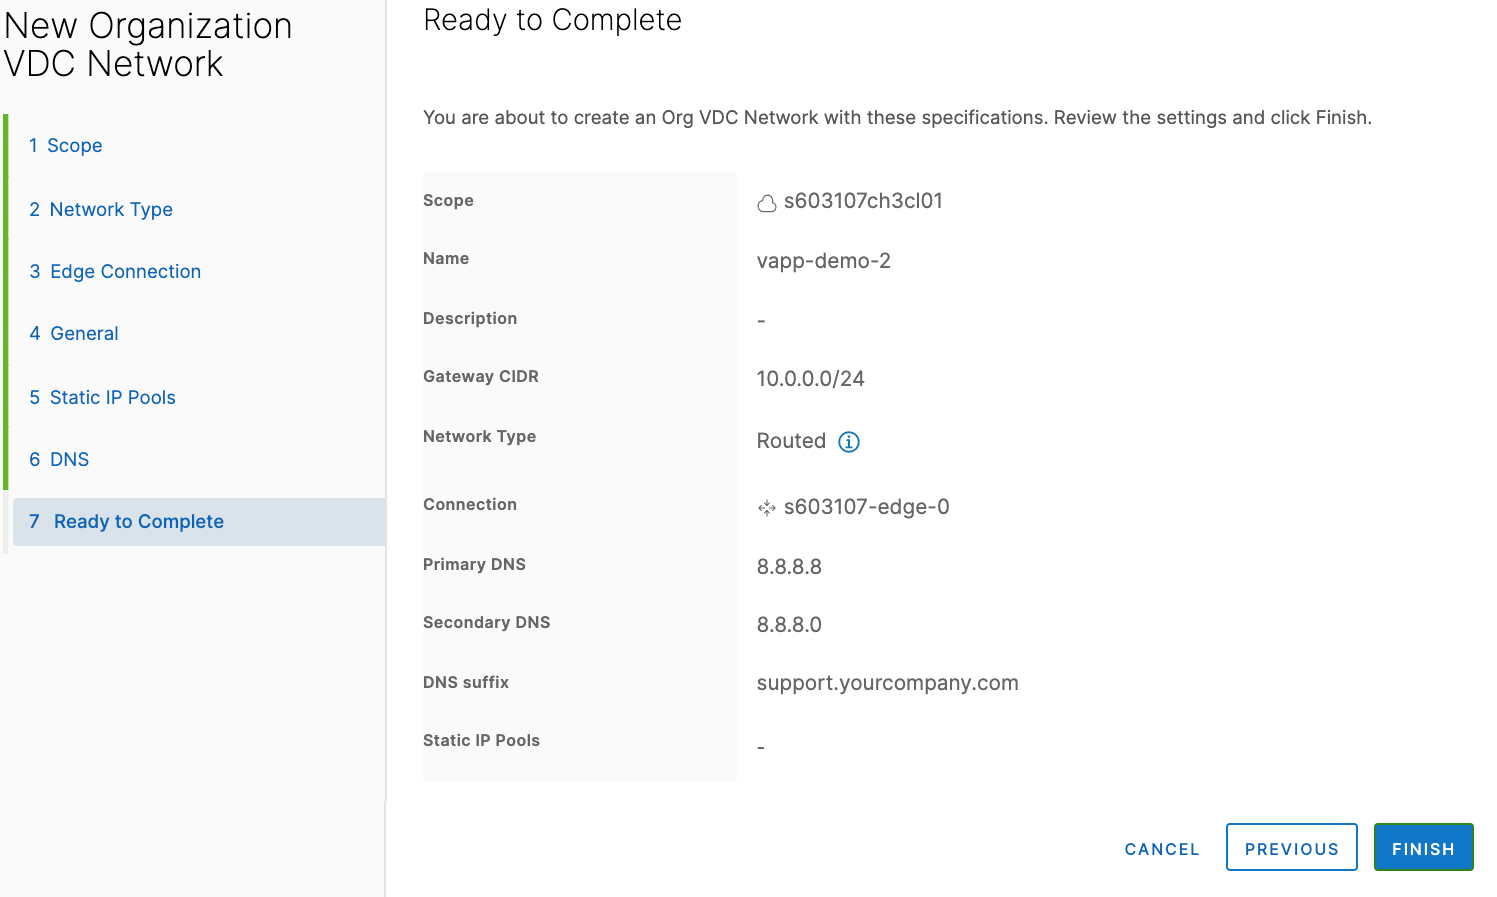 New Organization
VDC Network
1 Scope
2 Network Type
3 Edge Connection
4 General
5 Static IP Pools
6 DNS
7 Ready to Complete
Ready to Complete
You are about to create an Org VDC Network with these specifications. Review the settings and click Finish.
Scope s603107ch3cl01
Name vapp-demo-2
Description -
Gateway CIDR 10.0.0.0/24
Network Type Routed
Connection s603107-edge-0
Primary DNS 8.8.8.8
Secondary DNS 8.8.8.0
DNS suffix support.yourcompany.com
Static IP Pools -
CANCEL PREVIOUS FINISH